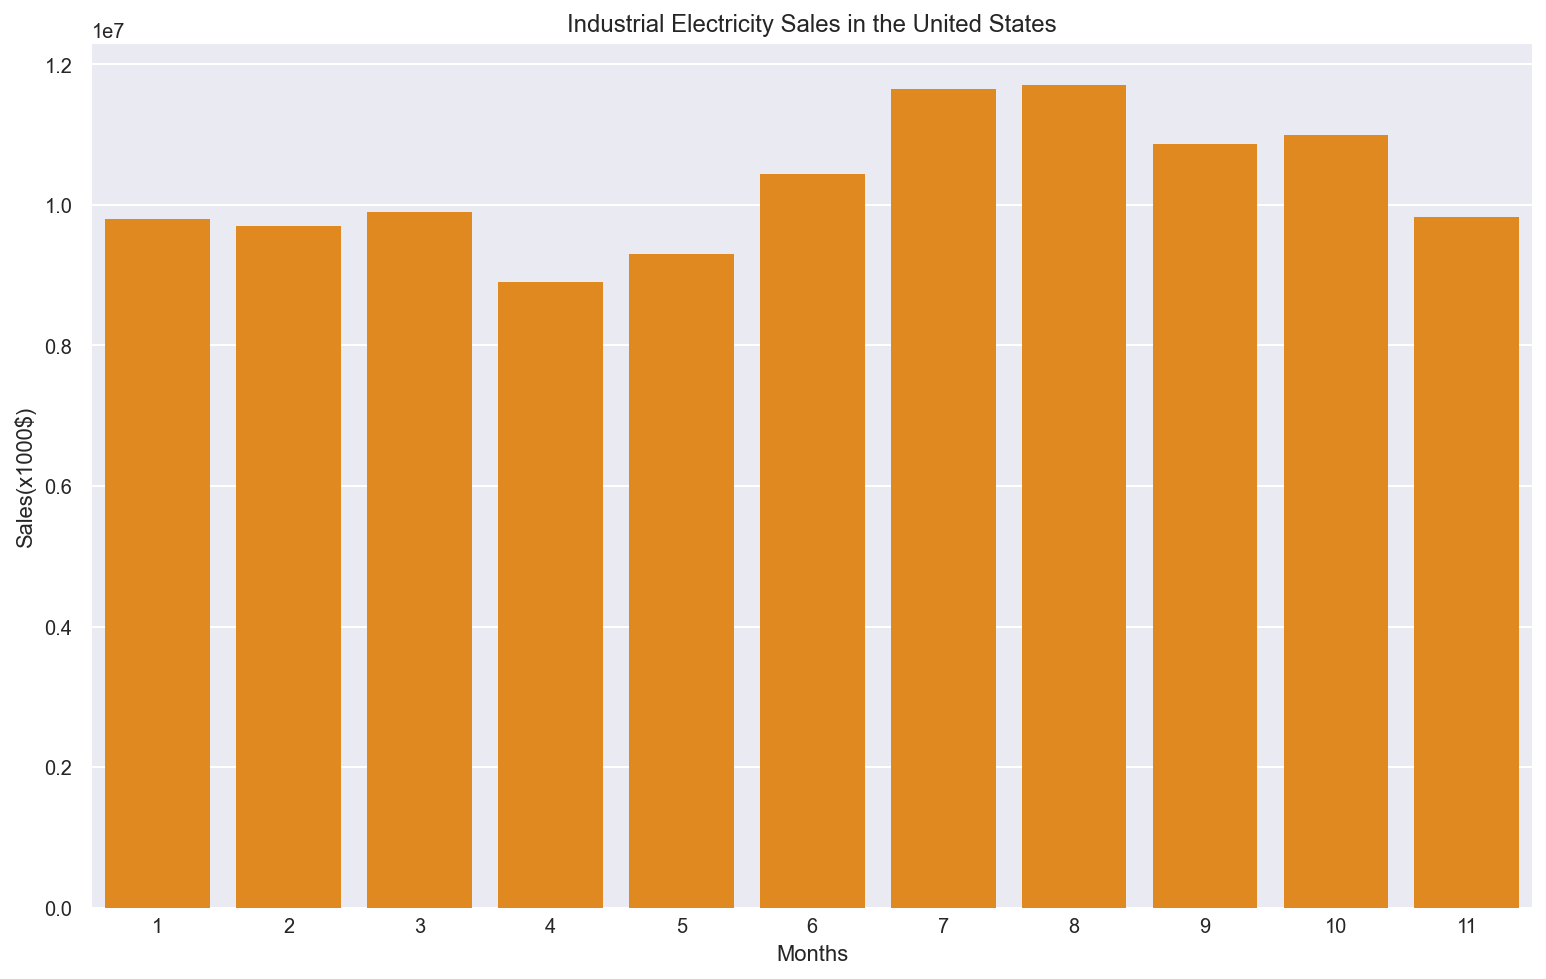 Industrial Electricity Sales in the United States
1e7
1.2
1.0
0.8
0.6
0.4
0.2
0.0
Sales(x1000$)
1 2 3 4 5 6 7 8 9 10 11
Months